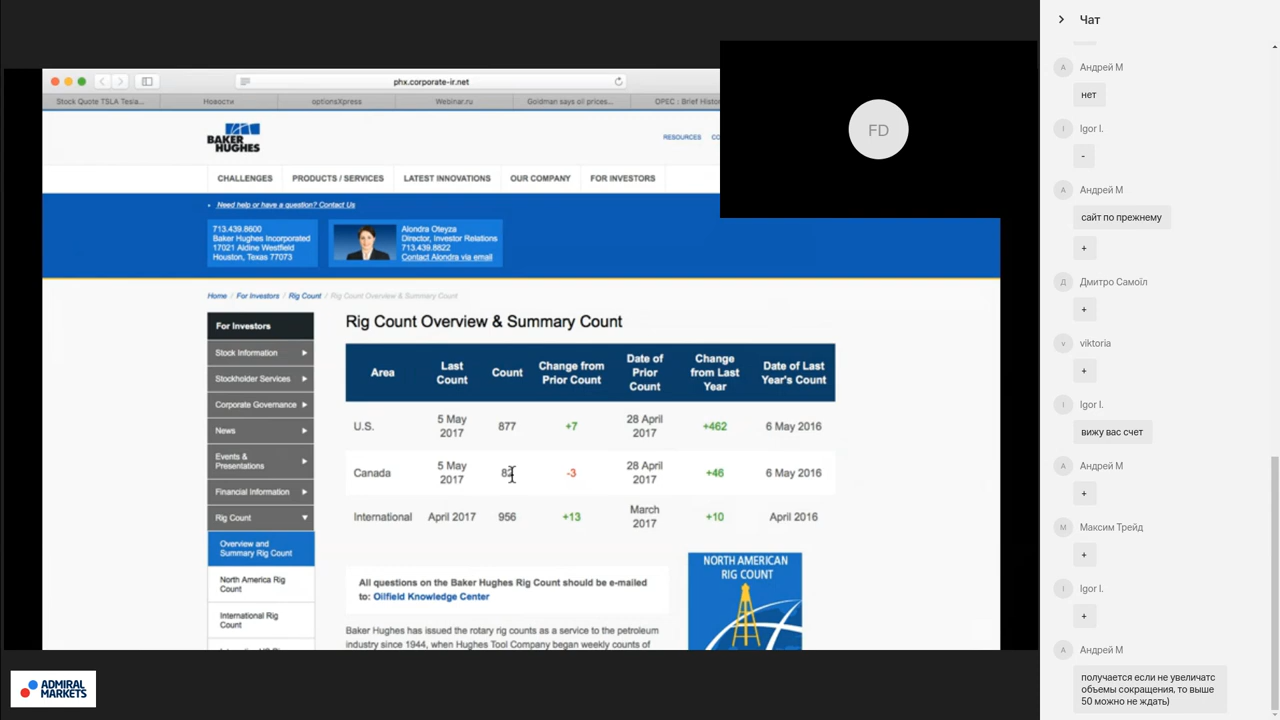 phx.corporate-ir.net
Stock Quote TSLA Tesla...
Новости
optionsXpress
Webinar.ru
Goldman says oil prices...
OPEC : Brief Histor
BAKER
HUGHES
RESOURCES
CO
CHALLENGES
PRODUCTS / SERVICES
LATEST INNOVATIONS
OUR COMPANY
FOR INVESTORS
Need help or have a question? Contact Us
713.439.8600
Baker Hughes Incorporated
17021 Aldine Westfield
Houston, Texas 77073
Alondra Oteyza
Director, Investor Relations
713.439.8822
Contact Alondra via email
Home / For Investors / Rig Count / Rig Count Overview & Summary Count
For Investors
Stock Information
Stockholder Services
Corporate Governance
News
Events &
Presentations
Financial Information
Rig Count
Overview and
Summary Rig Count
North America Rig
Count
International Rig
Count
Rig Count Overview & Summary Count
Area Last Count Count Change from Prior Count Date of Prior Count Change from Last Year Date of Last Year's Count
U.S. 5 May 2017 877 +7 28 April 2017 +462 6 May 2016
Canada 5 May 2017 -3 28 April 2017 +46 6 May 2016
International April 2017 956 +13 March 2017 +10 April 2016
All questions on the Baker Hughes Rig Count should be e-mailed
to: Oilfield Knowledge Center
Baker Hughes has issued the rotary rig counts as a service to the petroleum
industry since 1944, when Hughes Tool Company began weekly counts of
NORTH AMERICAN
RIG COUNT
FD
ADMIRAL
MARKETS
Чат
А Андрей М
нет
I Igor I.
-
А Андрей М
сайт по прежнему
+
Д Дмитро Самоїл
+
v viktoria
+
I Igor I.
вижу вас счет
А Андрей М
+
М Максим Трейд
+
I Igor I.
+
А Андрей М
получается если не увеличатс
объемы сокращения, то выше
50 можно не ждать)